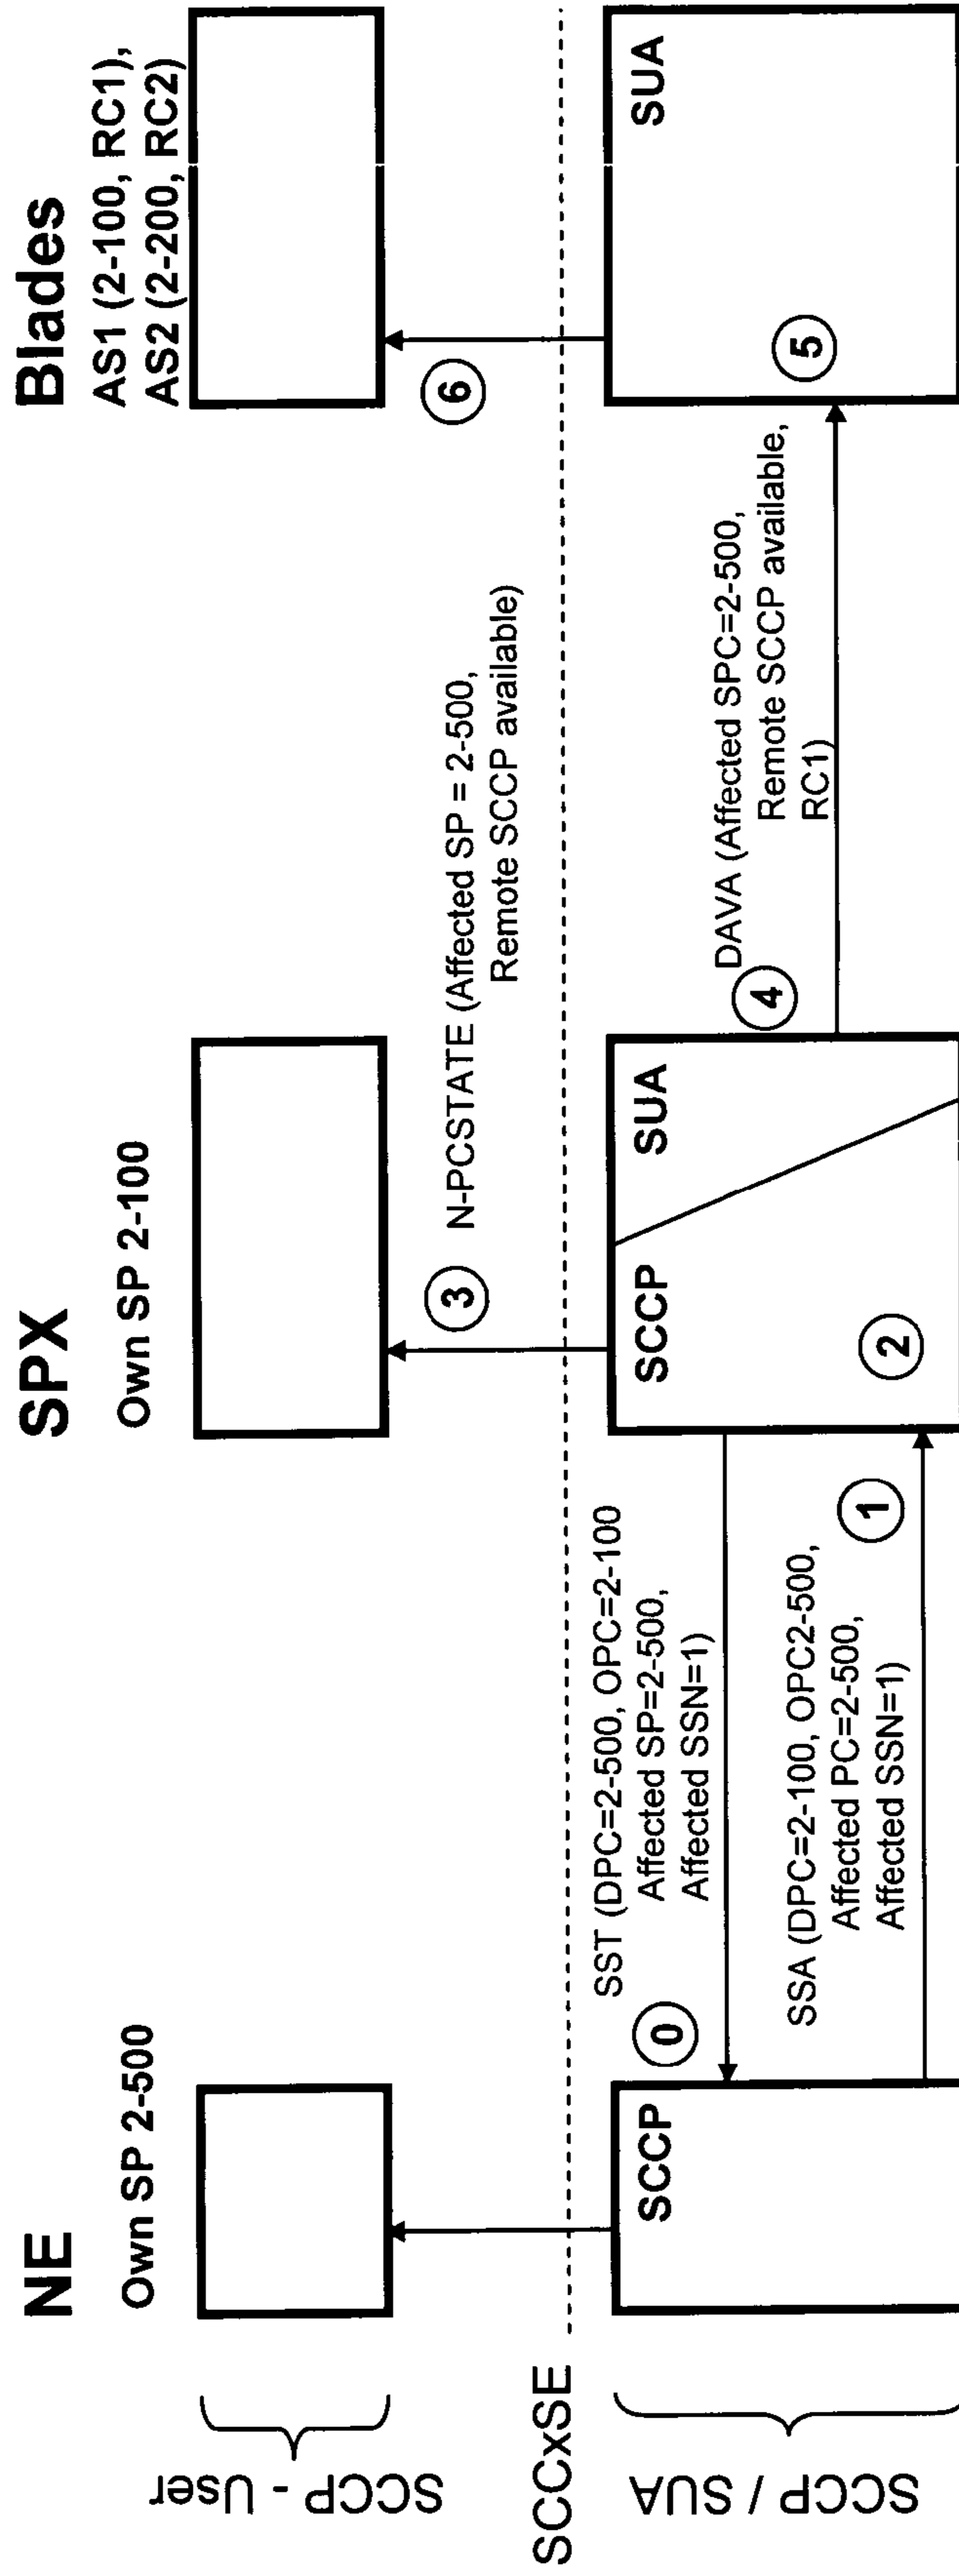 NE
Own SP 2-500
SPX
Own SP 2-100
Blades
AS1 (2-100, RC1),
AS2 (2-200, RC2)
SCCP - User
3
N-PCSTATE (Affected SP = 2-500,
Remote SCCP available)
6
SCCxSE
SCCP / SUA
SCCP
0
SST (DPC=2-500, OPC=2-100
Affected SP=2-500,
Affected SSN=1)
SSA (DPC=2-100, OPC2-500,
Affected PC=2-500,
Affected SSN=1)
1
SCCP
SUA
2
4
DAVA (Affected SPC=2-500,
Remote SCCP available,
RC1)
SUA
5